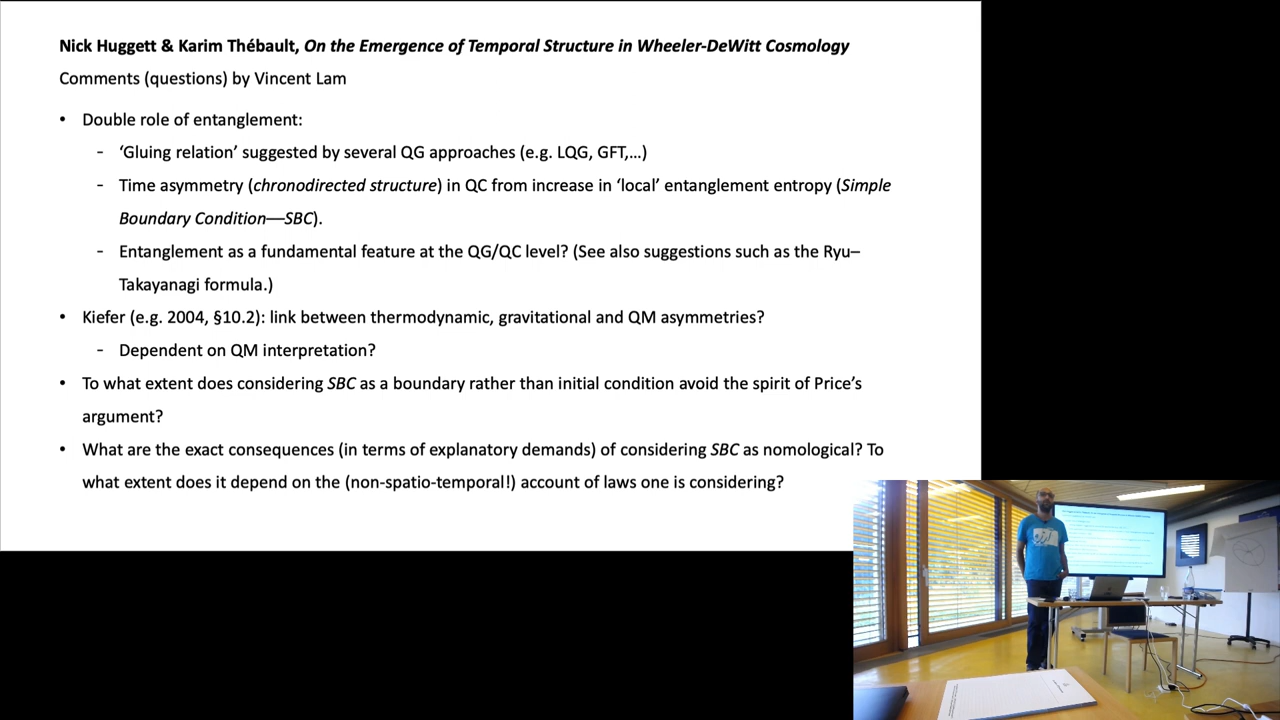 Nick Huggett & Karim Thébault, On the Emergence of Temporal Structure in Wheeler-DeWitt Cosmology
Comments (questions) by Vincent Lam
• Double role of entanglement:
- ‘Gluing relation’ suggested by several QG approaches (e.g. LQG, GFT,…)
- Time asymmetry (chronodirected structure) in QC from increase in ‘local’ entanglement entropy (Simple
Boundary Condition—SBC).
- Entanglement as a fundamental feature at the QG/QC level? (See also suggestions such as the Ryu–
Takayanagi formula.)
• Kiefer (e.g. 2004, §10.2): link between thermodynamic, gravitational and QM asymmetries?
- Dependent on QM interpretation?
• To what extent does considering SBC as a boundary rather than initial condition avoid the spirit of Price’s
argument?
• What are the exact consequences (in terms of explanatory demands) of considering SBC as nomological? To
what extent does it depend on the (non-spatio-temporal!) account of laws one is considering?